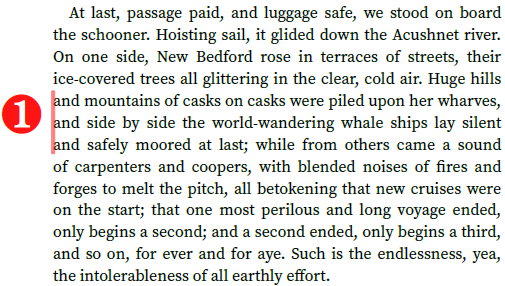 At last, passage paid, and luggage safe, we stood on board
the schooner. Hoisting sail, it glided down the Acushnet river.
On one side, New Bedford rose in terraces of streets, their
ice-covered trees all glittering in the clear, cold air. Huge hills
1
and mountains of casks on casks were piled upon her wharves,
and side by side the world-wandering whale ships lay silent
and safely moored at last; while from others came a sound
of carpenters and coopers, with blended noises of fires and
forges to melt the pitch, all betokening that new cruises were
on the start; that one most perilous and long voyage ended,
only begins a second; and a second ended, only begins a third,
and so on, for ever and for aye. Such is the endlessness, yea,
the intolerableness of all earthly effort.